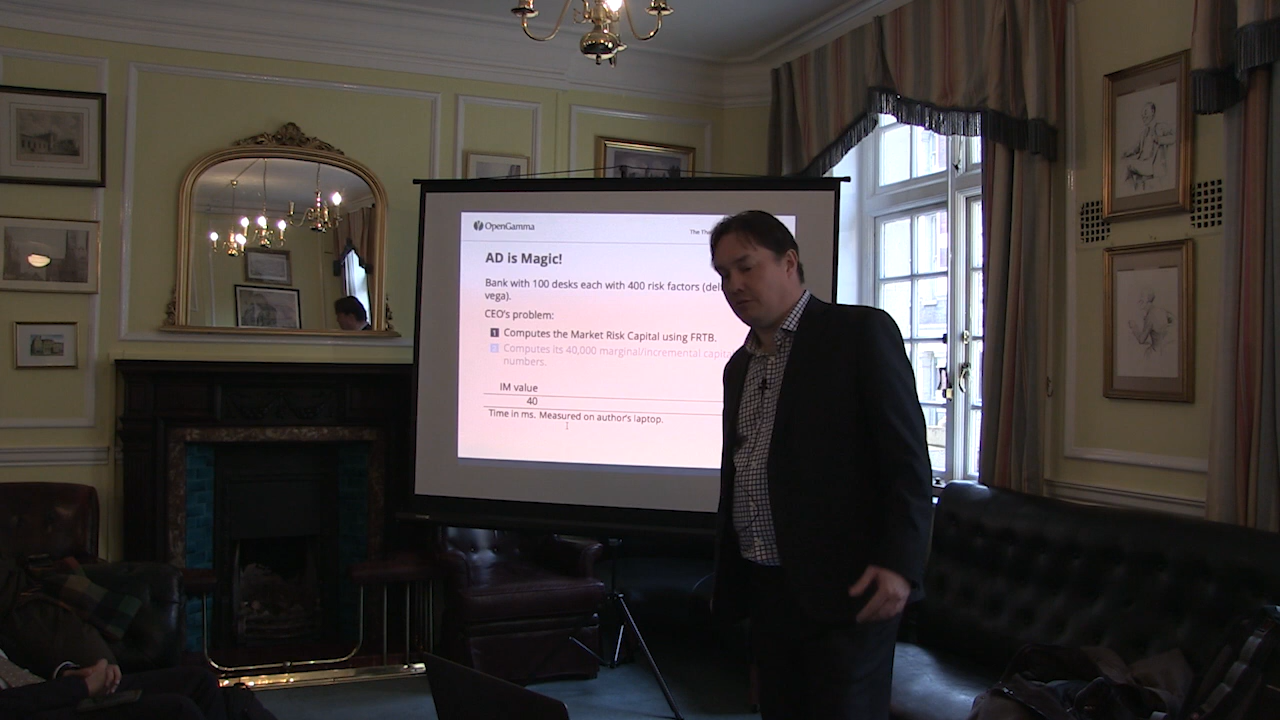 OpenGamma
AD is Magic!
Bank with 100 desks each with 400 risk factors
vega).
CEO's problem:
1 Computes the Market Risk Capital using FRTB.
2 Computes its 40,000 marginal/incremental
numbers.
IM value
40
Time in ms. Measured on author's laptop.